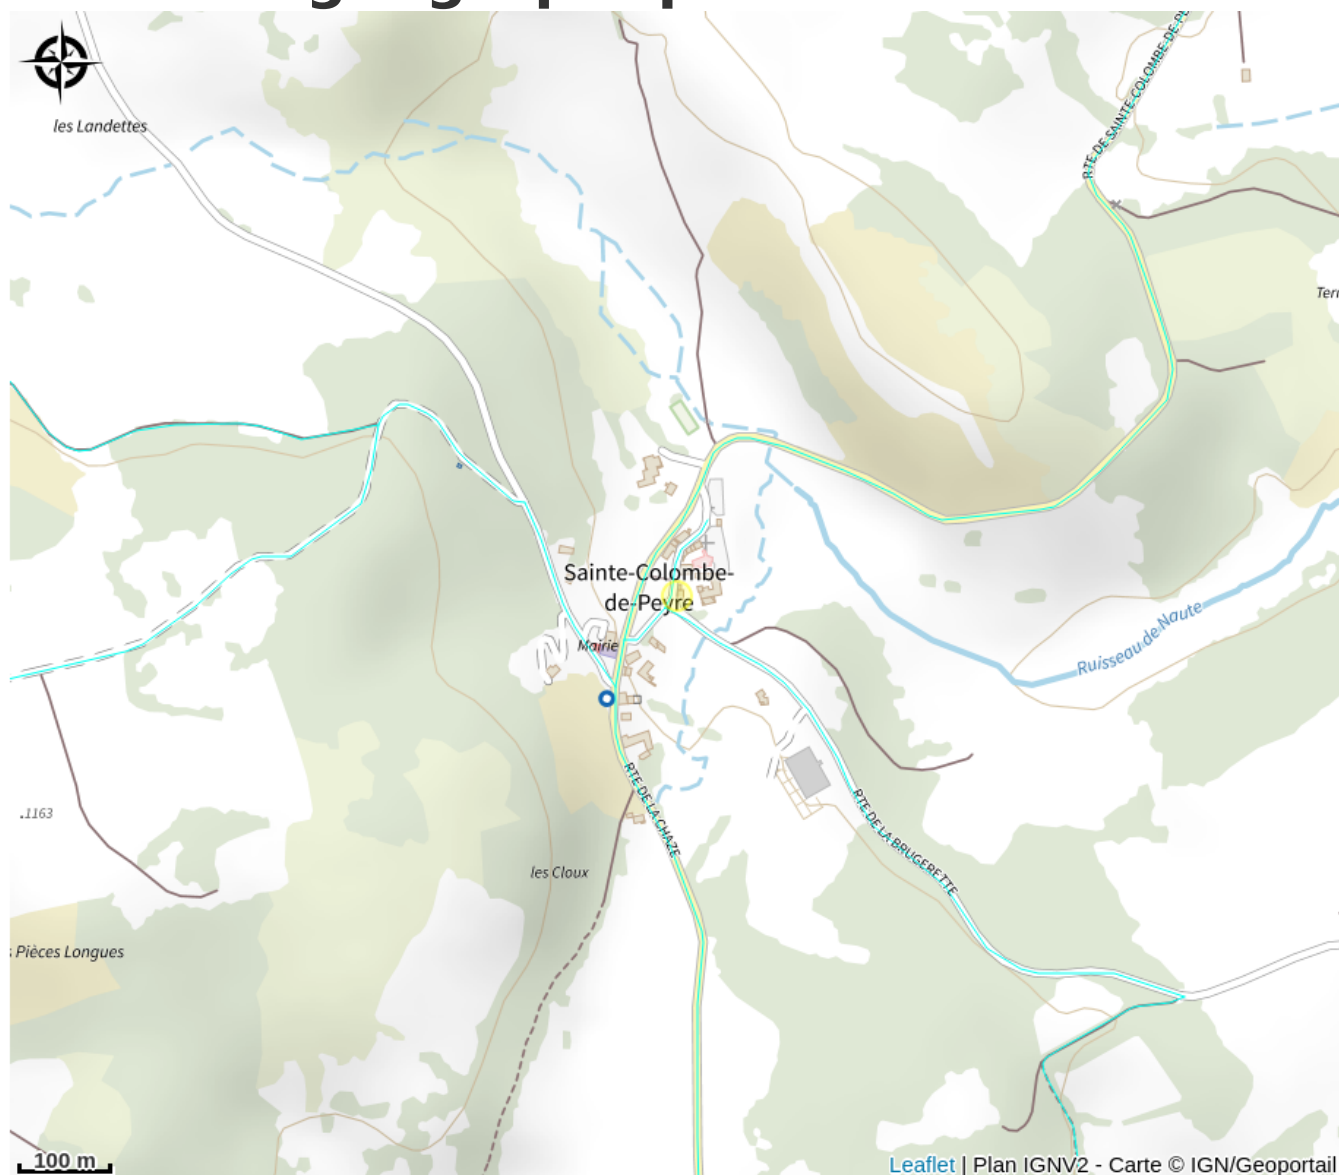 les Landettes
RTE DE SAINTE-COLOMBE-DE-PE
Sainte-Colombe-
de-Peyre
Mairie
Ruisseau de Naute
RTE DE LA CHAZE
RTE DE LA BRUGERETTE
.1163
les Cloux
Pièces Longues
100 m
Leaflet | Plan IGNV2 - Carte © IGN/Geoportail